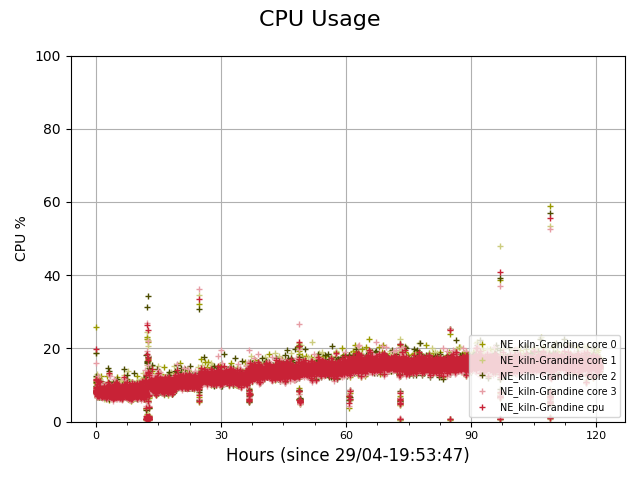 CPU Usage
100
80
60
40
20
0
CPU %
0
30
60
90
120
Hours (since 29/04-19:53:47)
NE_kiln-Grandine core 0
NE_kiln-Grandine core 1
NE_kiln-Grandine core 2
NE_kiln-Grandine core 3
NE_kiln-Grandine cpu